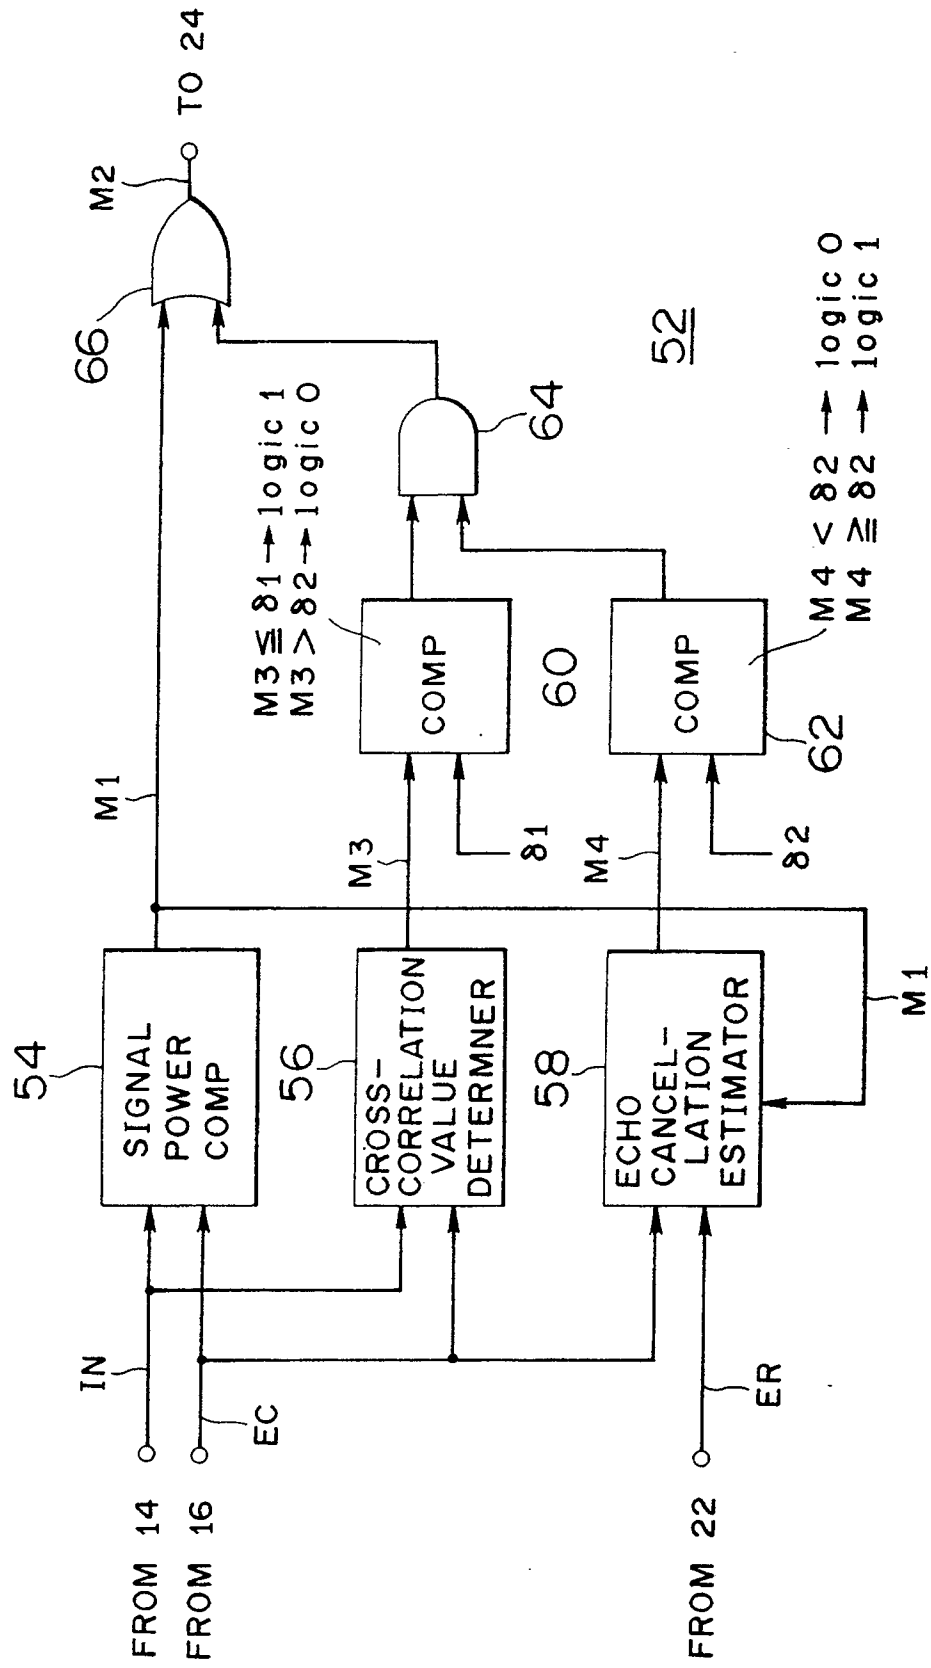 FROM 14
FROM 16
FROM 22
IN
EC
ER
54
SIGNAL
POWER
COMP
56
CROSS-
CORRELATION
VALUE
DETERMNER
58
ECHO
CANCEL-
LATION
ESTIMATOR
M1
M1
M3
δ1
M4
δ2
COMP
60
COMP
62
M3 ≦ δ1 → logic 1
M3 > δ2 → logic 0
M4 < δ2 → logic 0
M4 ≧ δ2 → logic 1
64
66
M2
TO 24
52